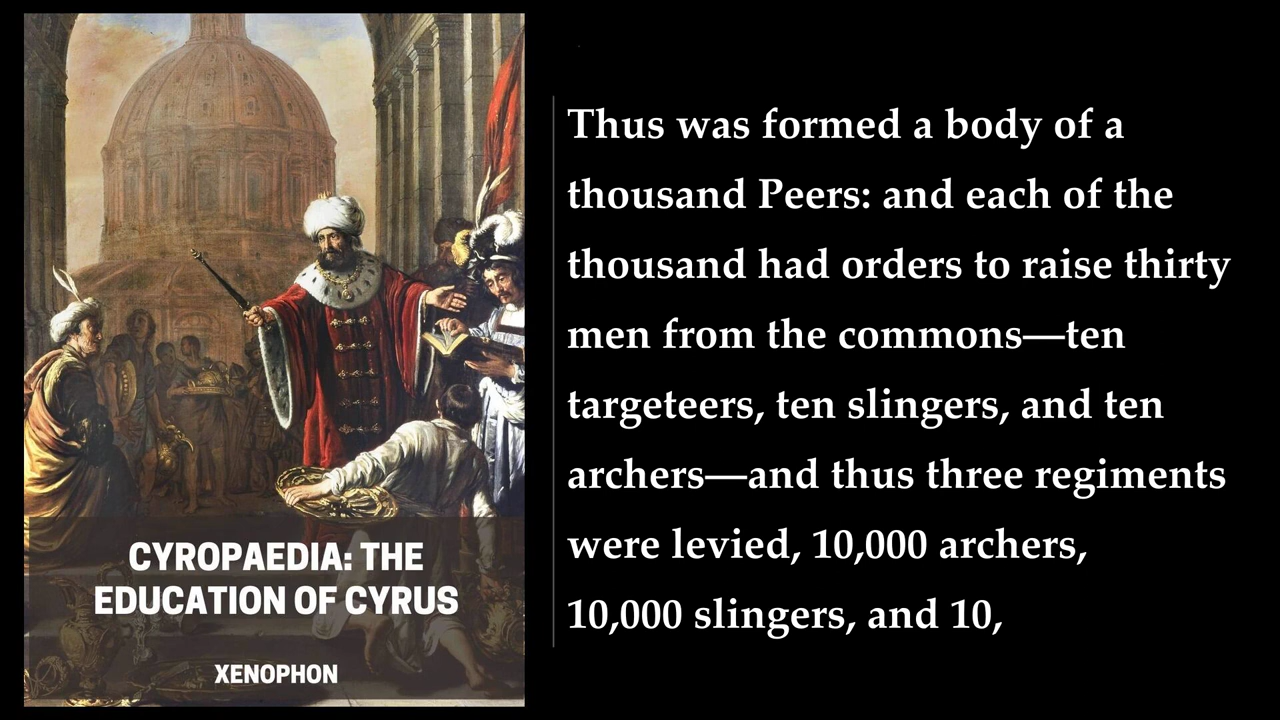 CYROPAEDIA: THE
EDUCATION OF CYRUS
XENOPHON
Thus was formed a body of a
thousand Peers: and each of the
thousand had orders to raise thirty
men from the commons—ten
targeteers, ten slingers, and ten
archers—and thus three regiments
were levied, 10,000 archers,
10,000 slingers, and 10,